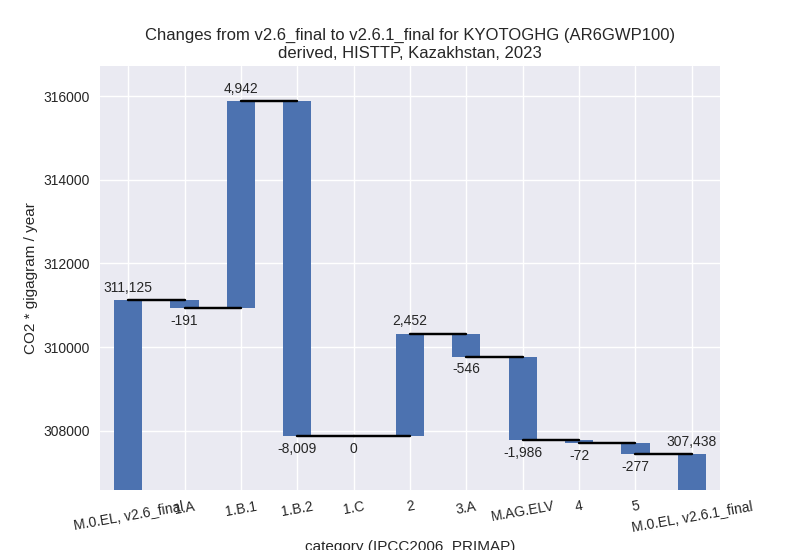 Changes from v2.6_final to v2.6.1_final for KYOTOGHG (AR6GWP100)
derived, HISTTP, Kazakhstan, 2023
CO2 * gigagram / year
316000
314000
312000
310000
308000
311,125
-191
4,942
-8,009
0
2,452
-546
-1,986
-72
-277
307,438
M.0.EL, v2.6_final
1.A
1.B.1
1.B.2
1.C
2
3.A
M.AG.ELV
4
5
M.0.EL, v2.6.1_final
category (IPCC2006_PRIMAP)